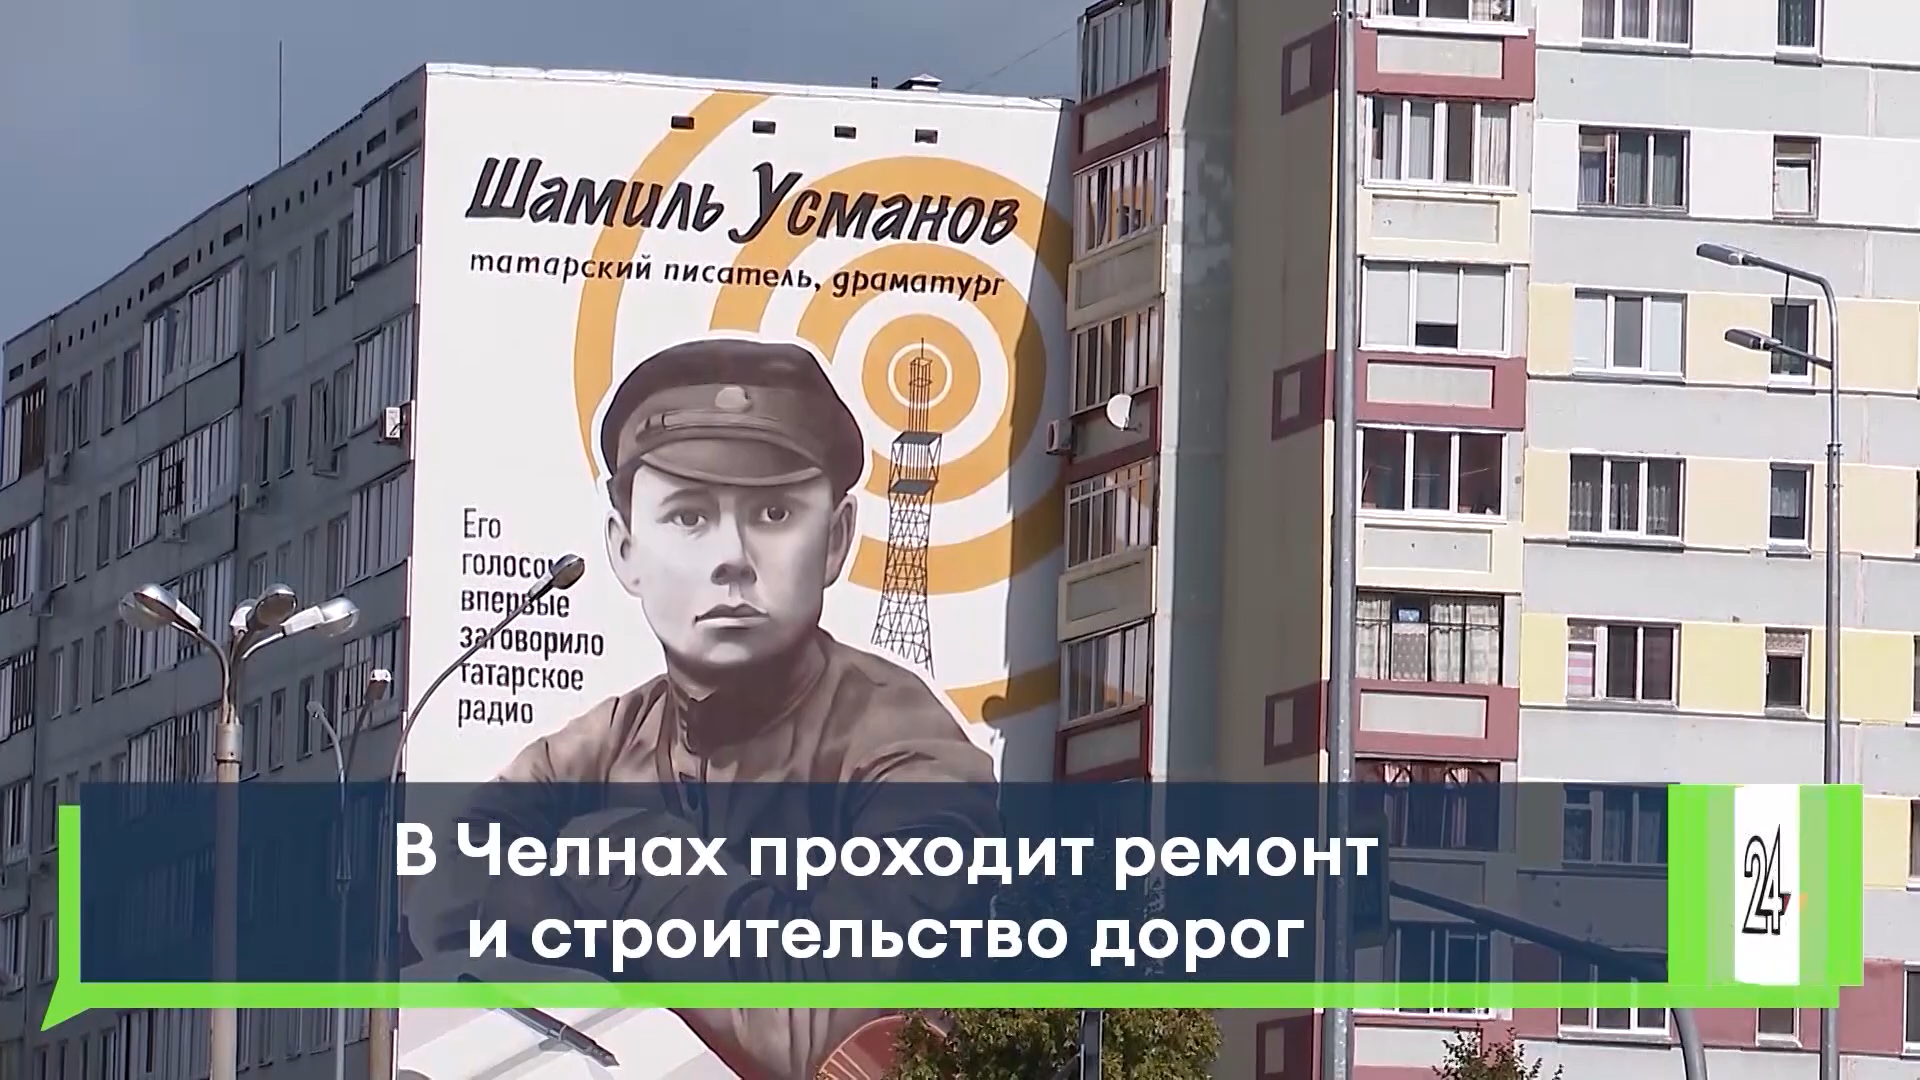 Шамиль Усманов
татарский писатель, драматург
Его
голосом
впервые
заговорило
татарское
радио
В Челнах проходит ремонт
и строительство дорог
24